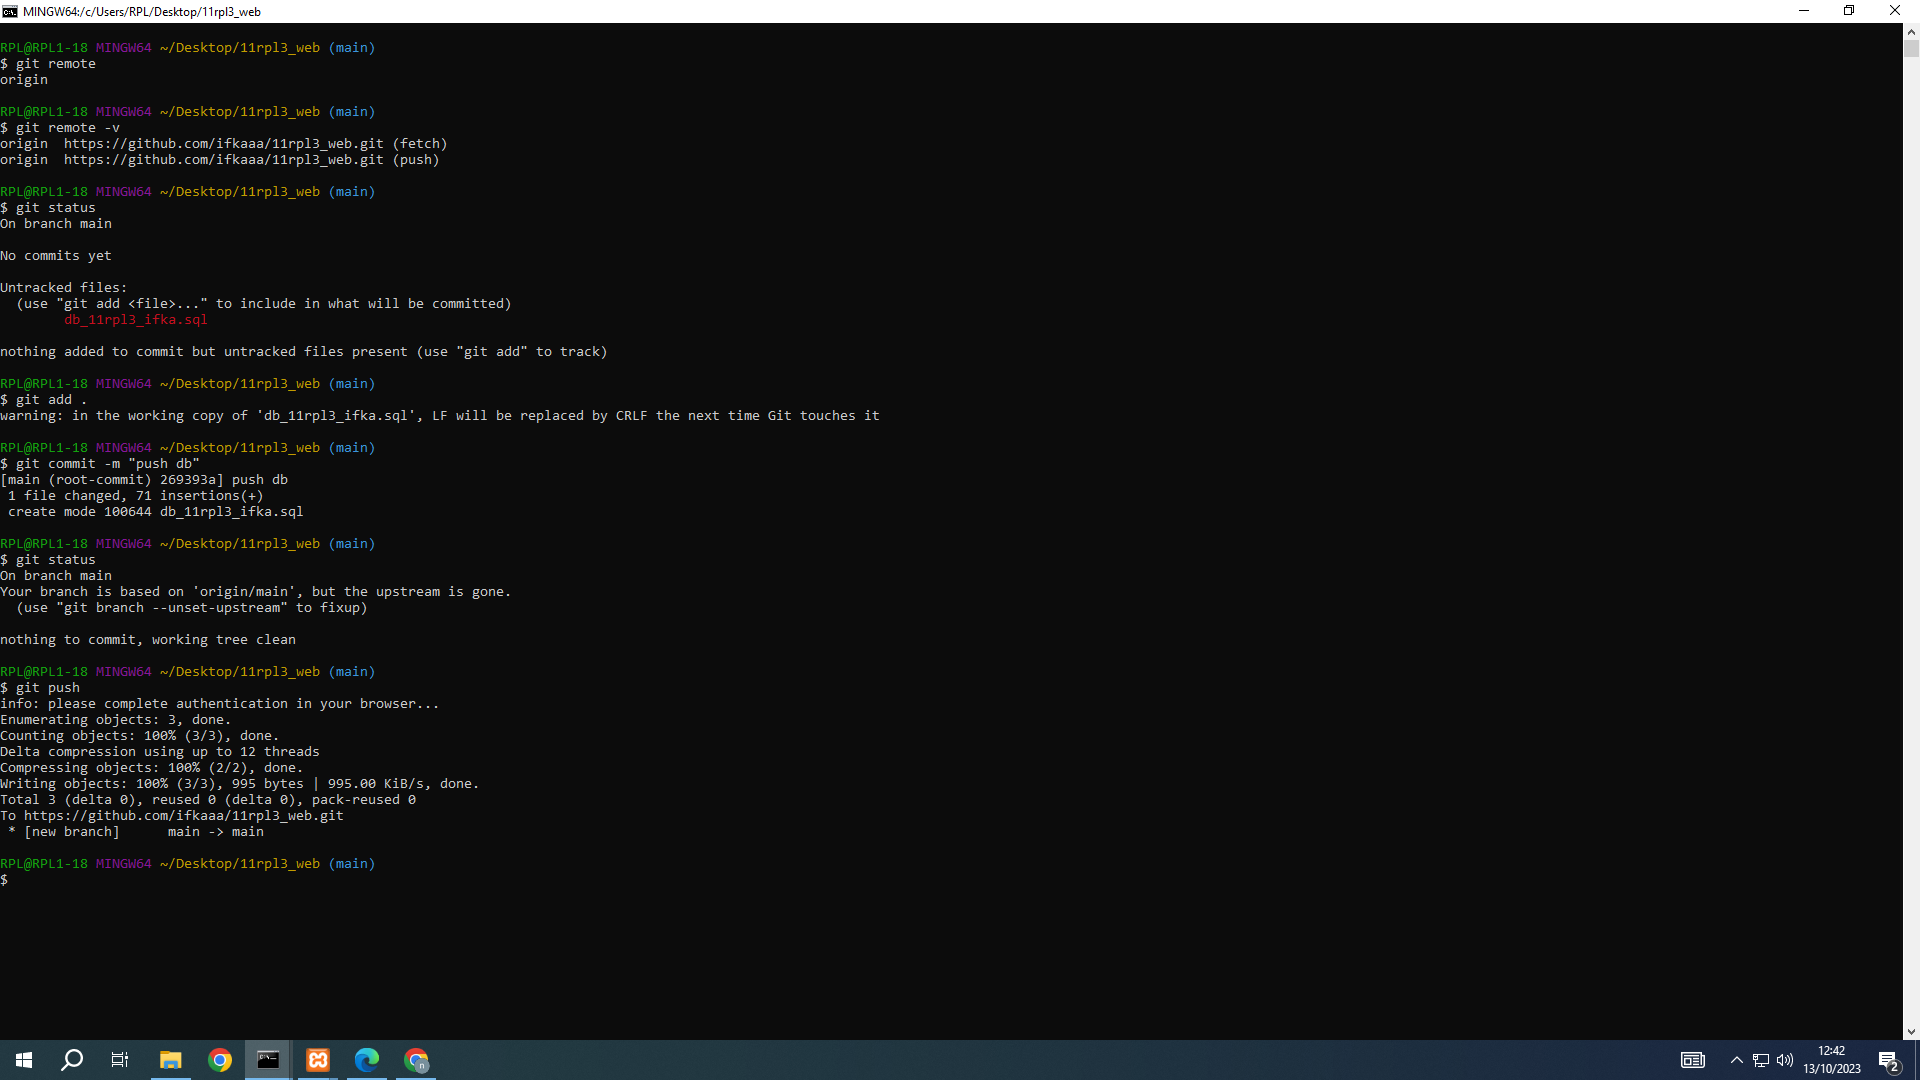 MINGW64:/c/Users/RPL/Desktop/11rpl3_web
RPL@RPL1-18 MINGW64 ~/Desktop/11rpl3_web (main)
$ git remote
origin
RPL@RPL1-18 MINGW64 ~/Desktop/11rpl3_web (main)
$ git remote -v
origin  https://github.com/ifkaaa/11rpl3_web.git (fetch)
origin  https://github.com/ifkaaa/11rpl3_web.git (push)
RPL@RPL1-18 MINGW64 ~/Desktop/11rpl3_web (main)
$ git status
On branch main
No commits yet
Untracked files:
  (use "git add <file>..." to include in what will be committed)
        db_11rpl3_ifka.sql
nothing added to commit but untracked files present (use "git add" to track)
RPL@RPL1-18 MINGW64 ~/Desktop/11rpl3_web (main)
$ git add .
warning: in the working copy of 'db_11rpl3_ifka.sql', LF will be replaced by CRLF the next time Git touches it
RPL@RPL1-18 MINGW64 ~/Desktop/11rpl3_web (main)
$ git commit -m "push db"
[main (root-commit) 269393a] push db
 1 file changed, 71 insertions(+)
 create mode 100644 db_11rpl3_ifka.sql
RPL@RPL1-18 MINGW64 ~/Desktop/11rpl3_web (main)
$ git status
On branch main
Your branch is based on 'origin/main', but the upstream is gone.
  (use "git branch --unset-upstream" to fixup)
nothing to commit, working tree clean
RPL@RPL1-18 MINGW64 ~/Desktop/11rpl3_web (main)
$ git push
info: please complete authentication in your browser...
Enumerating objects: 3, done.
Counting objects: 100% (3/3), done.
Delta compression using up to 12 threads
Compressing objects: 100% (2/2), done.
Writing objects: 100% (3/3), 995 bytes | 995.00 KiB/s, done.
Total 3 (delta 0), reused 0 (delta 0), pack-reused 0
To https://github.com/ifkaaa/11rpl3_web.git
 * [new branch]      main -> main
RPL@RPL1-18 MINGW64 ~/Desktop/11rpl3_web (main)
$
n
12:42
13/10/2023
2